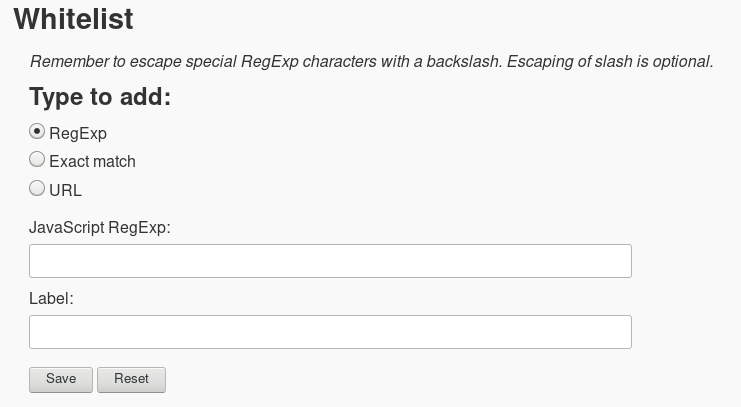 Whitelist
Remember to escape special RegExp characters with a backslash. Escaping of slash is optional.
Type to add:
RegExp
Exact match
URL
JavaScript RegExp:
Label:
Save Reset